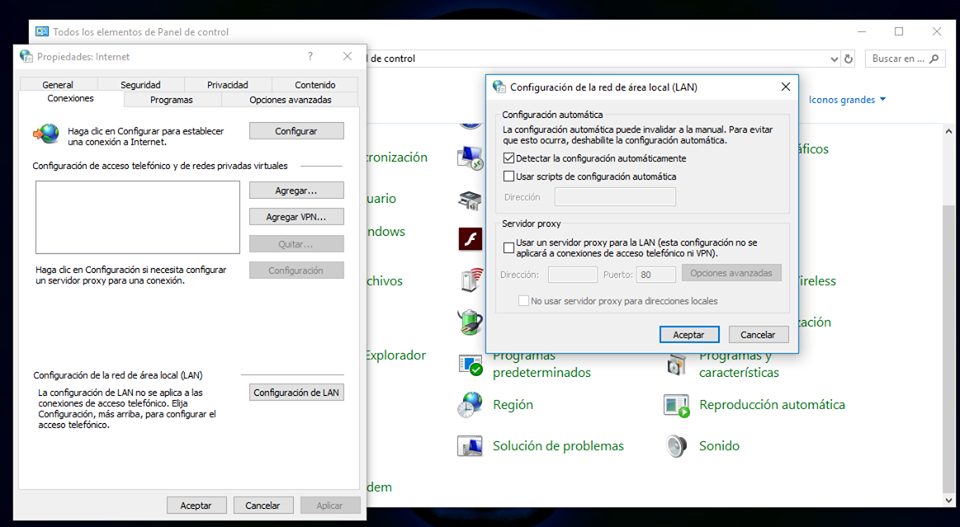 Todos los elementos de Panel de control
l de control
Buscar en ...
Iconos grandes
Propiedades: Internet
?
General
Seguridad
Privacidad
Contenido
Conexiones
Programas
Opciones avanzadas
Haga clic en Configurar para establecer
una conexión a Internet.
Configurar
Configuración de acceso telefónico y de redes privadas virtuales
Agregar...
Agregar VPN...
Quitar...
Configuración
Haga clic en Configuración si necesita configurar
un servidor proxy para una conexión.
Configuración de la red de área local (LAN)
La configuración de LAN no se aplica a las
conexiones de acceso telefónico. Elija
Configuración, más arriba, para configurar el
acceso telefónico.
Configuración de LAN
Aceptar
Cancelar
Aplicar
Configuración de la red de área local (LAN)
Configuración automática
La configuración automática puede invalidar a la manual. Para evitar
que esto ocurra, deshabilite la configuración automática.
Detectar la configuración automáticamente
Usar scripts de configuración automática
Dirección
Servidor proxy
Usar un servidor proxy para la LAN (esta configuración no se
aplicará a conexiones de acceso telefónico ni VPN).
Dirección:
Puerto:
80
Opciones avanzadas
No usar servidor proxy para direcciones locales
Aceptar
Cancelar
cronización
uario
ndows
chivos
Explorador
dem
áficos
ireless
zación
Programas
predeterminados
Programas y
características
Región
Reproducción automática
Solución de problemas
Sonido